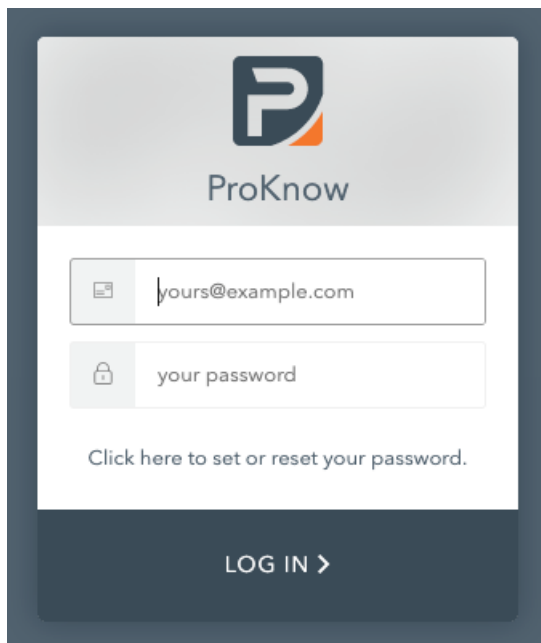 ProKnow
yours@example.com
your password
Click here to set or reset your password.
LOG IN >